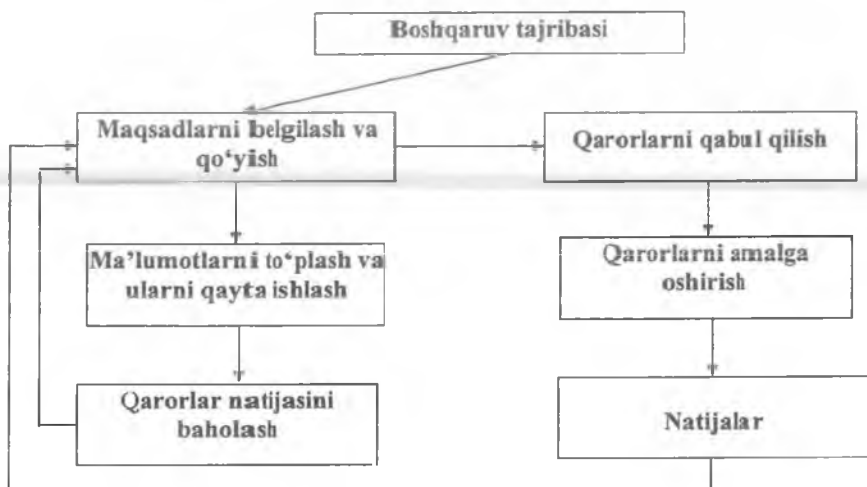 Boshqaruv tajribasi
Maqsadlarni belgilash va
qo‘yish
Qarorlarni qabul qilish
Ma’lumotlarni to‘plash va
ularni qayta ishlash
Qarorlarni amalga
oshirish
Qarorlar natijasini
baholash
Natijalar